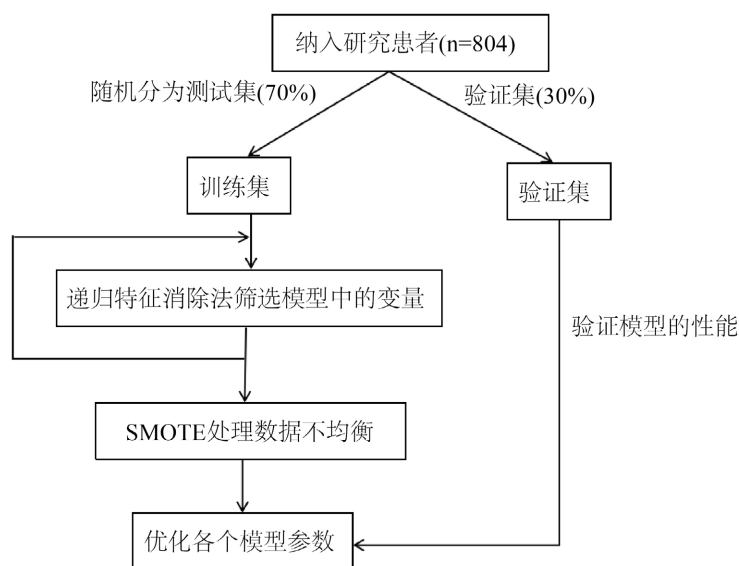 纳入研究患者(n=804)
随机分为测试集(70%)
验证集(30%)
训练集
验证集
递归特征消除法筛选模型中的变量
验证模型的性能
SMOTE处理数据不均衡
优化各个模型参数